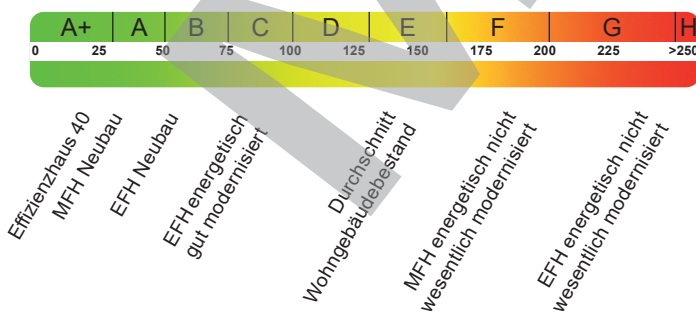 A+ A B C D E F G H
0 25 50 75 100 125 150 175 200 225 >250
Effizienzhaus 40
MFH Neubau
EFH Neubau
EFH energetisch
gut modernisiert
Durchschnitt
Wohngebäudebestand
MFH energetisch nicht
wesentlich modernisiert
EFH energetisch nicht
wesentlich modernisiert